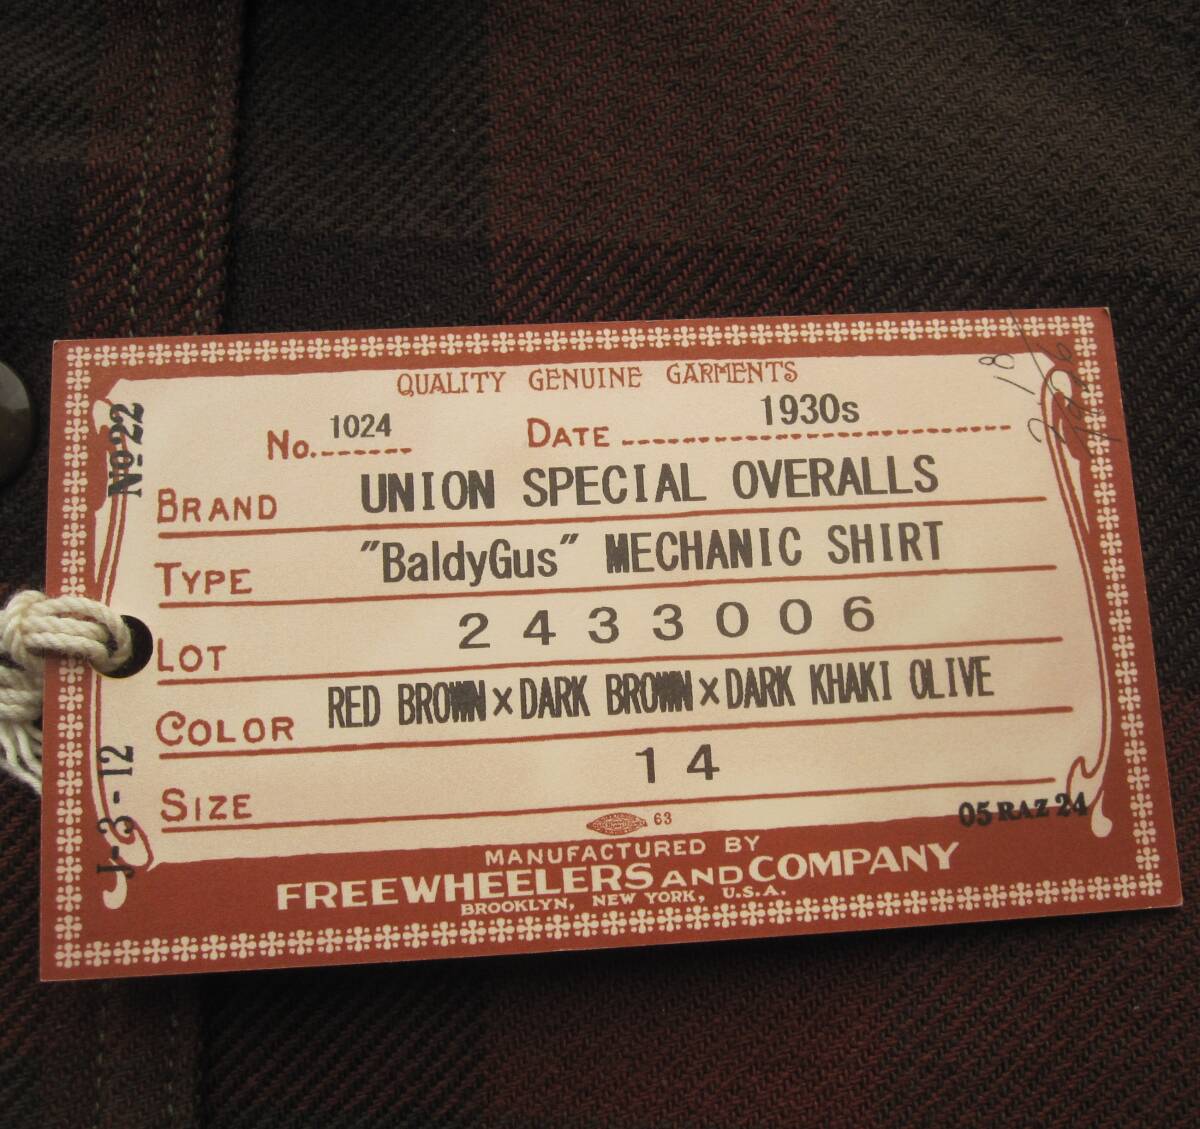 QUALITY GENUINE GARMENTS
No. 1024 DATE 1930s
No 22
BRAND UNION SPECIAL OVERALLS
TYPE "BaldyGus" MECHANIC SHIRT
LOT 2433006
COLOR RED BROWN×DARK BROWN×DARK KHAKI OLIVE
SIZE 14
J-3-12
63
05 RAZ 24
MANUFACTURED BY
FREEWHEELERS AND COMPANY
BROOKLYN, NEW YORK, U.S.A.